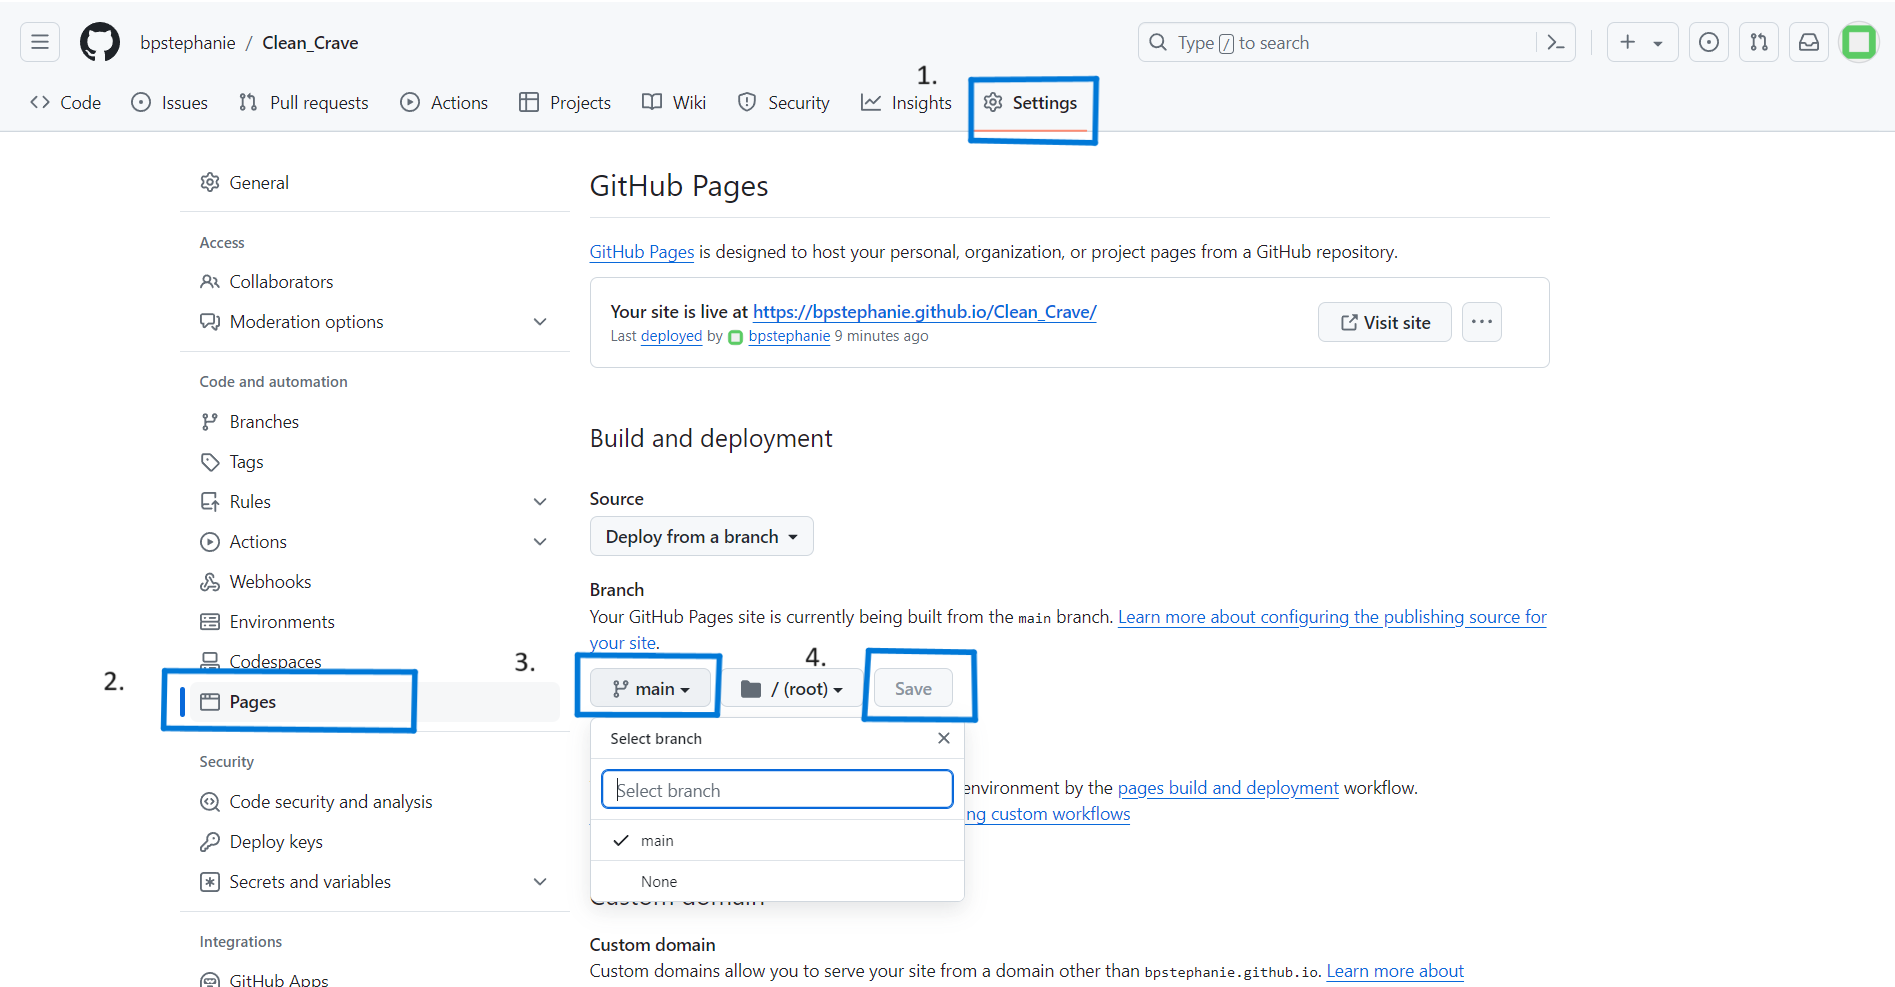 bpstephanie / Clean_Crave
Type / to search
1.
Code Issues Pull requests Actions Projects Wiki Security Insights Settings
General
Access
Collaborators
Moderation options
Code and automation
Branches
Tags
Rules
Actions
Webhooks
Environments
Codespaces
2.
Pages
Security
Code security and analysis
Deploy keys
Secrets and variables
Integrations
GitHub Apps
GitHub Pages
GitHub Pages is designed to host your personal, organization, or project pages from a GitHub repository.
Your site is live at https://bpstephanie.github.io/Clean_Crave/
Last deployed by bpstephanie 9 minutes ago
Visit site
Build and deployment
Source
Deploy from a branch
Branch
Your GitHub Pages site is currently being built from the main branch. Learn more about configuring the publishing source for
your site.
3. 4.
main / (root) Save
Select branch
Select branch
environment by the pages build and deployment workflow.
ng custom workflows
main
None
Custom domain
Custom domain
Custom domains allow you to serve your site from a domain other than bpstephanie.github.io. Learn more about